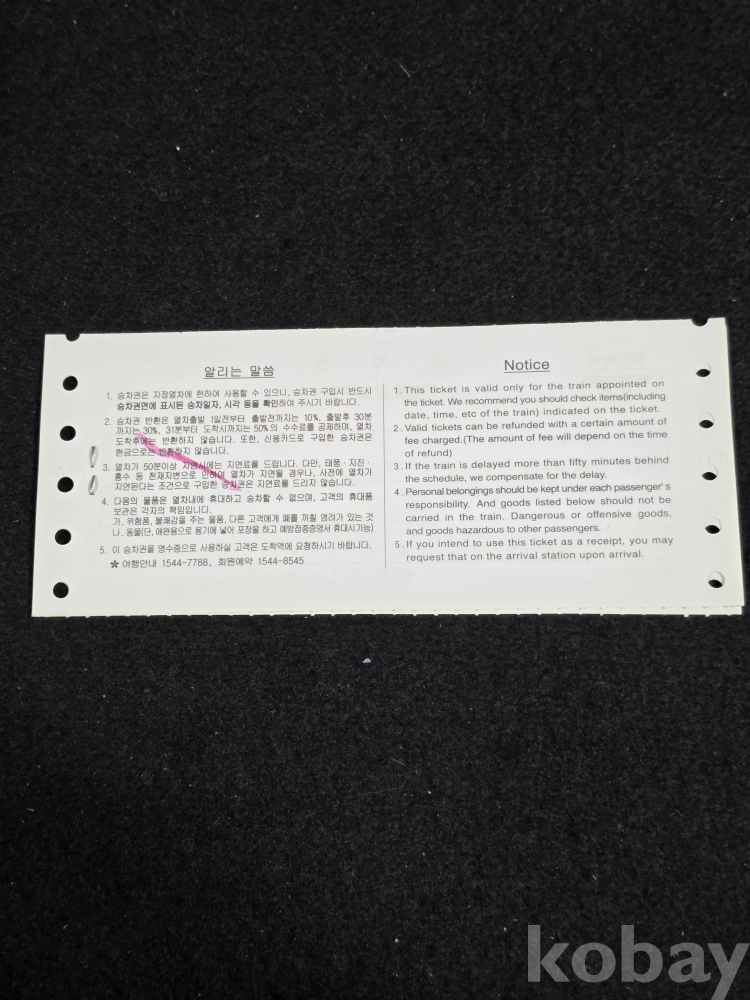 알리는 말씀
1. 승차권은 지정열차에 한하여 사용할 수 있으니, 승차권 구입시 반드시
승차권면에 표시된 승차일자, 시각 등을 확인하여 주시기 바랍니다.
2. 승차권 반환은 열차출발 1일전부터 출발전까지는 10%, 출발후 30분
까지는 30%, 31분부터 도착시까지는 50%의 수수료를 공제하며, 열차
도착후에는 반환하지 않습니다. 또한, 신용카드로 구입한 승차권은
현금으로는 반환하지 않습니다.
3. 열차가 50분이상 지연시에는 지연료를 드립니다. 다만, 태풍·지진·
홍수 등 천재지변으로 인하여 열차가 지연될 경우나, 사전에 열차가
지연된다는 조건으로 구입한 승차권은 지연료를 드리지 않습니다.
4. 다음의 물품은 열차내에 휴대하고 승차할 수 없으며, 고객의 휴대품
보관은 각자의 책임입니다.
가. 위험품, 불쾌감을 주는 물품, 다른 고객에게 폐를 끼칠 염려가 있는 것
나. 동물(단, 애완용으로 용기에 넣어 포장을 하고 예방접종증명서 휴대시가능)
5. 이 승차권을 영수증으로 사용하실 고객은 도착역에 요청하시기 바랍니다.
* 여행안내 1544-7788, 회원예약 1544-8545
Notice
1. This ticket is valid only for the train appointed on
the ticket. We recommend you should check items(including
date, time, etc of the train) indicated on the ticket.
2. Valid tickets can be refunded with a certain amount of
fee charged.(The amount of fee will depend on the time
of refund)
3. If the train is delayed more than fifty minutes behind
the schedule, we compensate for the delay.
4. Personal belongings should be kept under each passenger's
responsibility. And goods listed below should not be
carried in the train. Dangerous or offensive goods,
and goods hazardous to other passengers.
5. If you intend to use this ticket as a receipt, you may
request that on the arrival station upon arrival.
kobay